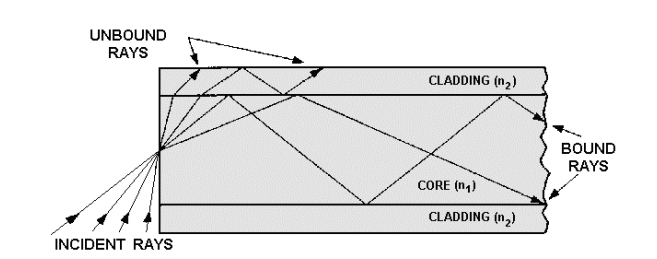 UNBOUND
RAYS
CLADDING (n2)
BOUND
RAYS
CORE (n1)
CLADDING (n2)
INCIDENT RAYS